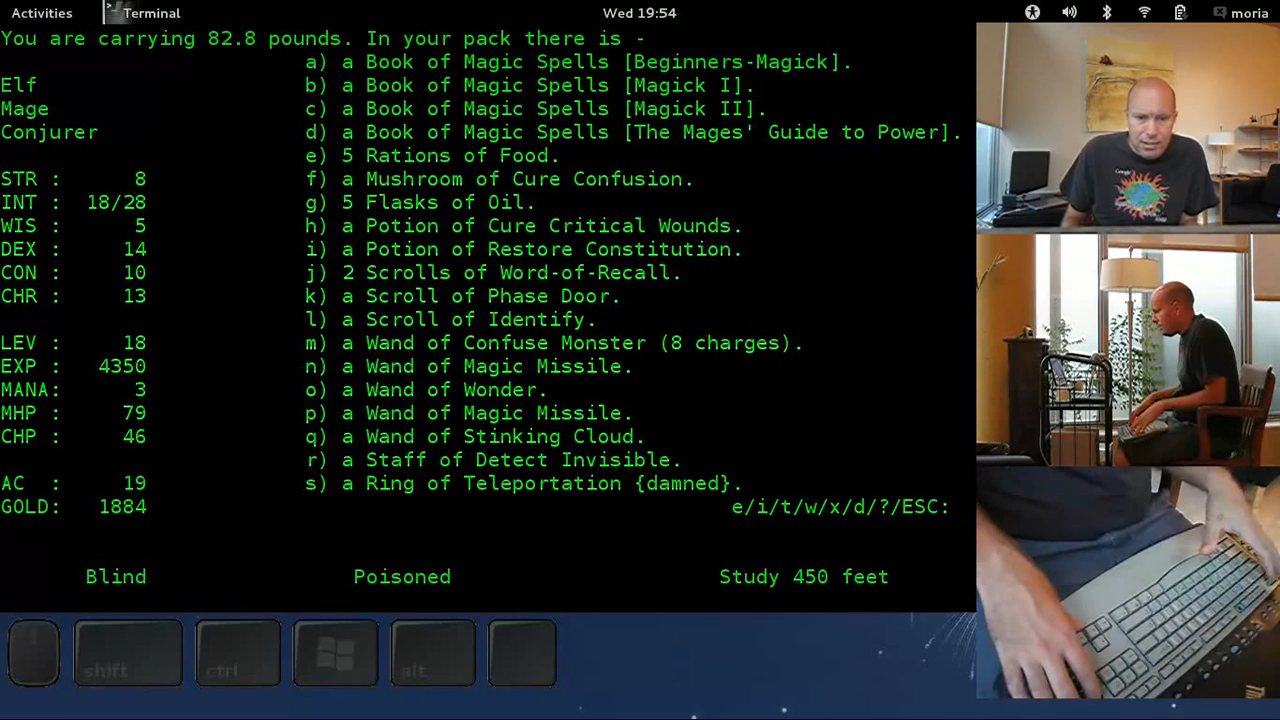 Activities Terminal Wed 19:54 moria
You are carrying 82.8 pounds. In your pack there is -
a) a Book of Magic Spells [Beginners-Magick].
Elf b) a Book of Magic Spells [Magick I].
Mage c) a Book of Magic Spells [Magick II].
Conjurer d) a Book of Magic Spells [The Mages' Guide to Power].
e) 5 Rations of Food.
STR : 8 f) a Mushroom of Cure Confusion.
INT : 18/28 g) 5 Flasks of Oil.
WIS : 5 h) a Potion of Cure Critical Wounds.
DEX : 14 i) a Potion of Restore Constitution.
CON : 10 j) 2 Scrolls of Word-of-Recall.
CHR : 13 k) a Scroll of Phase Door.
l) a Scroll of Identify.
LEV : 18 m) a Wand of Confuse Monster (8 charges).
EXP : 4350 n) a Wand of Magic Missile.
MANA: 3 o) a Wand of Wonder.
MHP : 79 p) a Wand of Magic Missile.
CHP : 46 q) a Wand of Stinking Cloud.
r) a Staff of Detect Invisible.
AC : 19 s) a Ring of Teleportation {damned}.
GOLD: 1884 e/i/t/w/x/d/?/ESC:
Blind Poisoned Study 450 feet
shift ctrl alt
Google